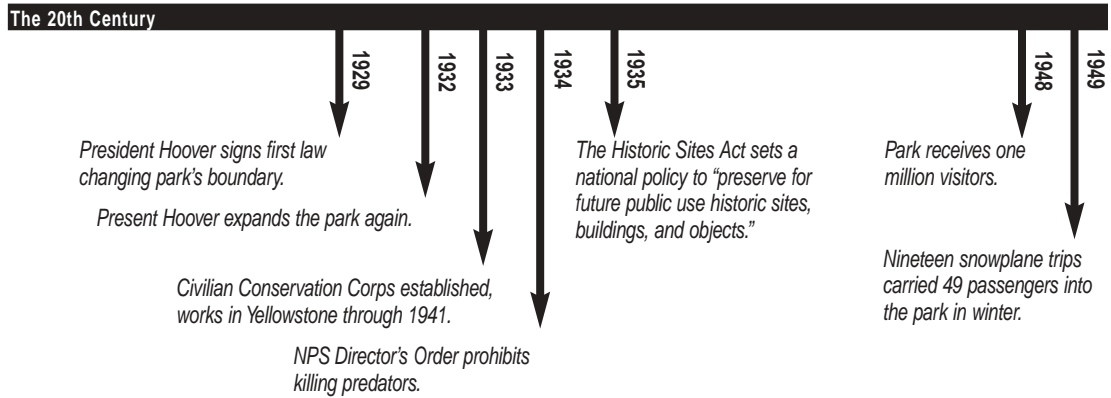 The 20th Century
1929
President Hoover signs first law
changing park's boundary.
1932
Present Hoover expands the park again.
1933
Civilian Conservation Corps established,
works in Yellowstone through 1941.
1934
NPS Director's Order prohibits
killing predators.
1935
The Historic Sites Act sets a
national policy to “preserve for
future public use historic sites,
buildings, and objects.”
1948
Park receives one
million visitors.
1949
Nineteen snowplane trips
carried 49 passengers into
the park in winter.